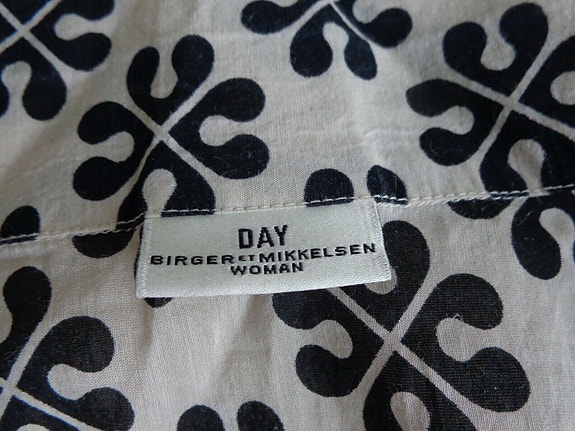 DAY
BIRGER ET MIKKELSEN
WOMAN